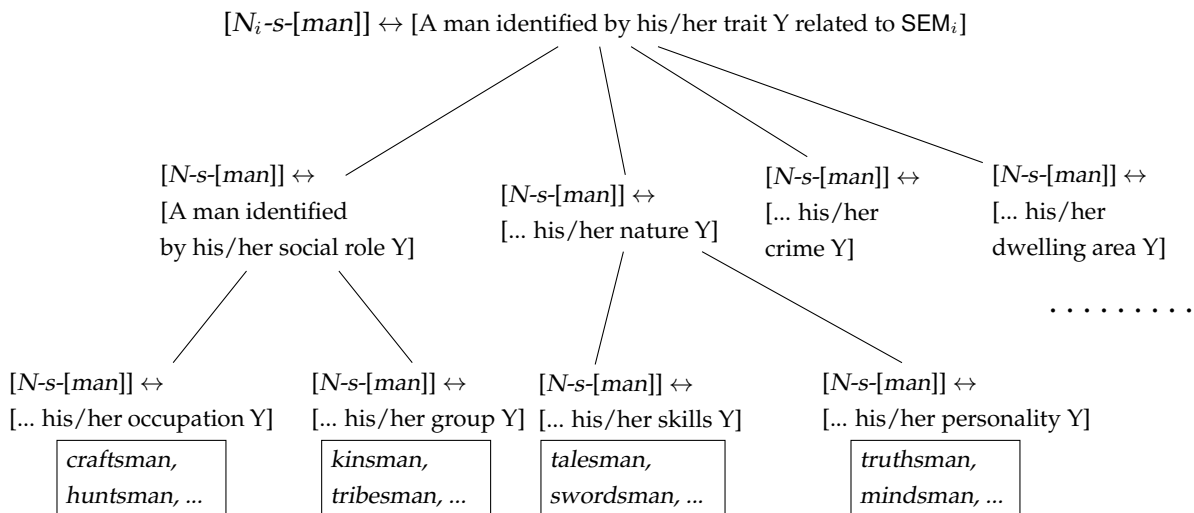 [N_i-s-[man]] ↔ [A man identified by his/her trait Y related to SEM_i]
[N-s-[man]] ↔
[A man identified
by his/her social role Y]
[N-s-[man]] ↔
[... his/her nature Y]
[N-s-[man]] ↔
[... his/her
crime Y]
[N-s-[man]] ↔
[... his/her
dwelling area Y]
. . . . . . . . .
[N-s-[man]] ↔
[... his/her occupation Y]
craftsman,
huntsman, ...
[N-s-[man]] ↔
[... his/her group Y]
kinsman,
tribesman, ...
[N-s-[man]] ↔
[... his/her skills Y]
talesman,
swordsman, ...
[N-s-[man]] ↔
[... his/her personality Y]
truthsman,
mindsman, ...